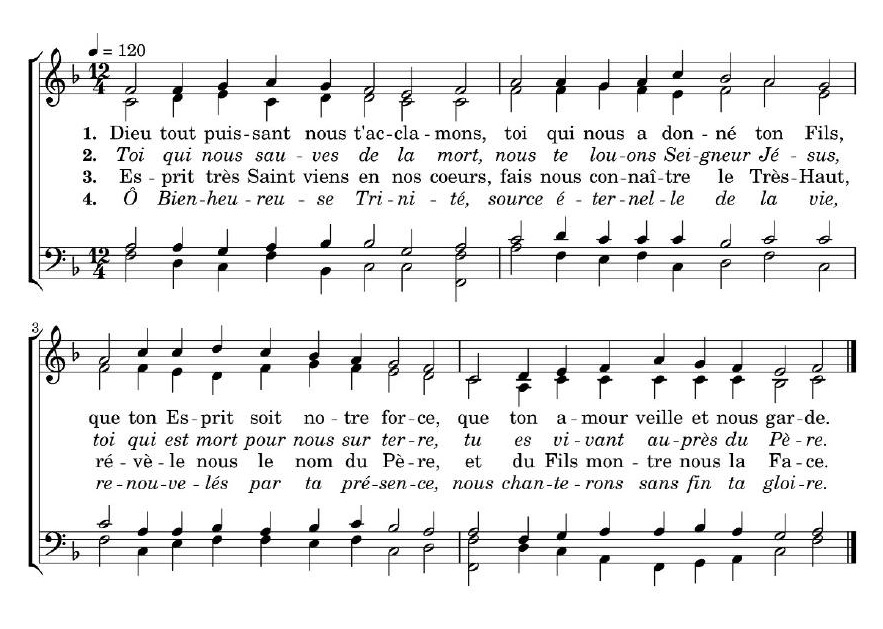 = 120
12
4
1. Dieu tout puis-sant nous t'ac-cla-mons, toi qui nous a don-né ton Fils,
2. Toi qui nous sau-ves de la mort, nous te lou-ons Sei-gneur Jé-sus,
3. Es-prit très Saint viens en nos coeurs, fais nous con-naî-tre le Très-Haut,
4. Ô Bien-heu-reu-se Tri-ni-té, source é-ter-nel-le de la vie,
12
4
3
que ton Es-prit soit no-tre for-ce, que ton a-mour veille et nous gar-de.
toi qui est mort pour nous sur ter-re, tu es vi-vant au-près du Pè-re.
ré-vè-le nous le nom du Pè-re, et du Fils mon-tre nous la Fa-ce.
re-nou-ve-lés par ta pré-sen-ce, nous chan-te-rons sans fin ta gloi-re.